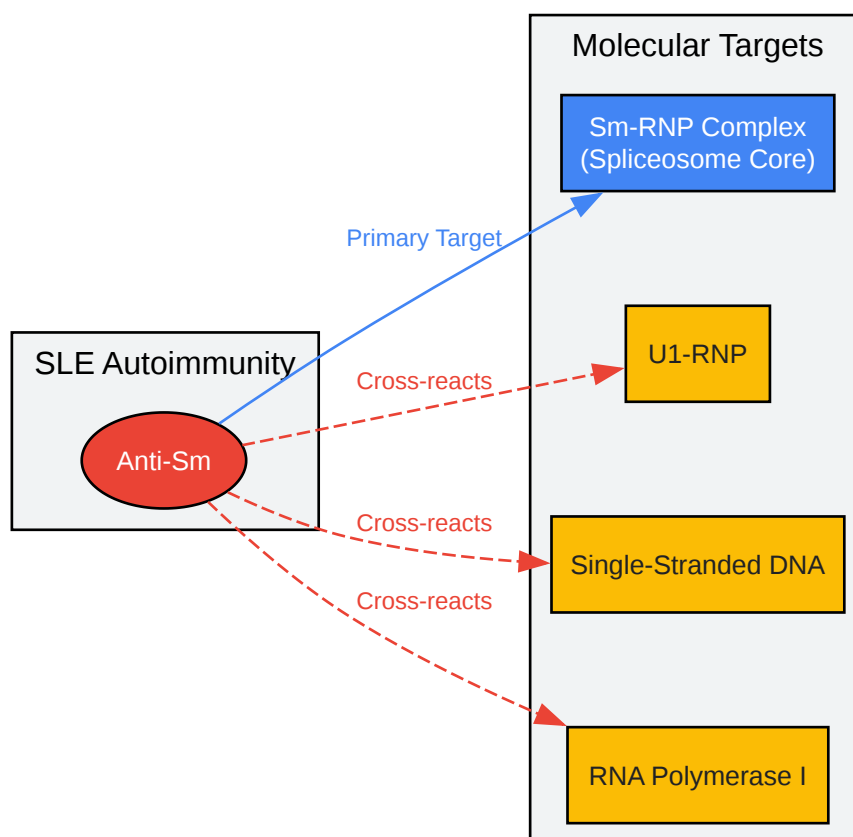 Molecular Targets
Sm-RNP Complex
(Spliceosome Core)
Primary Target
U1-RNP
SLE Autoimmunity
Cross-reacts
Anti-Sm
Cross-reacts
Single-Stranded DNA
Cross-reacts
RNA Polymerase I